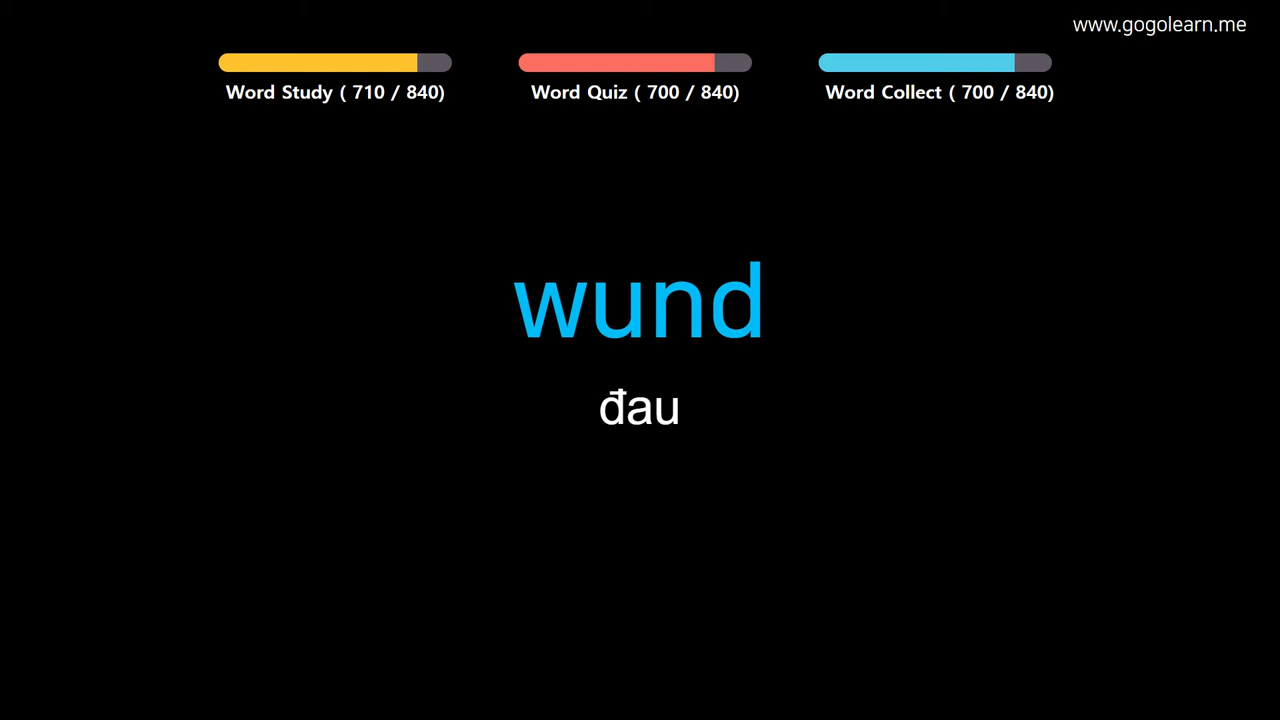 www.gogolearn.me
Word Study ( 710 / 840)
Word Quiz ( 700 / 840)
Word Collect ( 700 / 840)
wund
đau